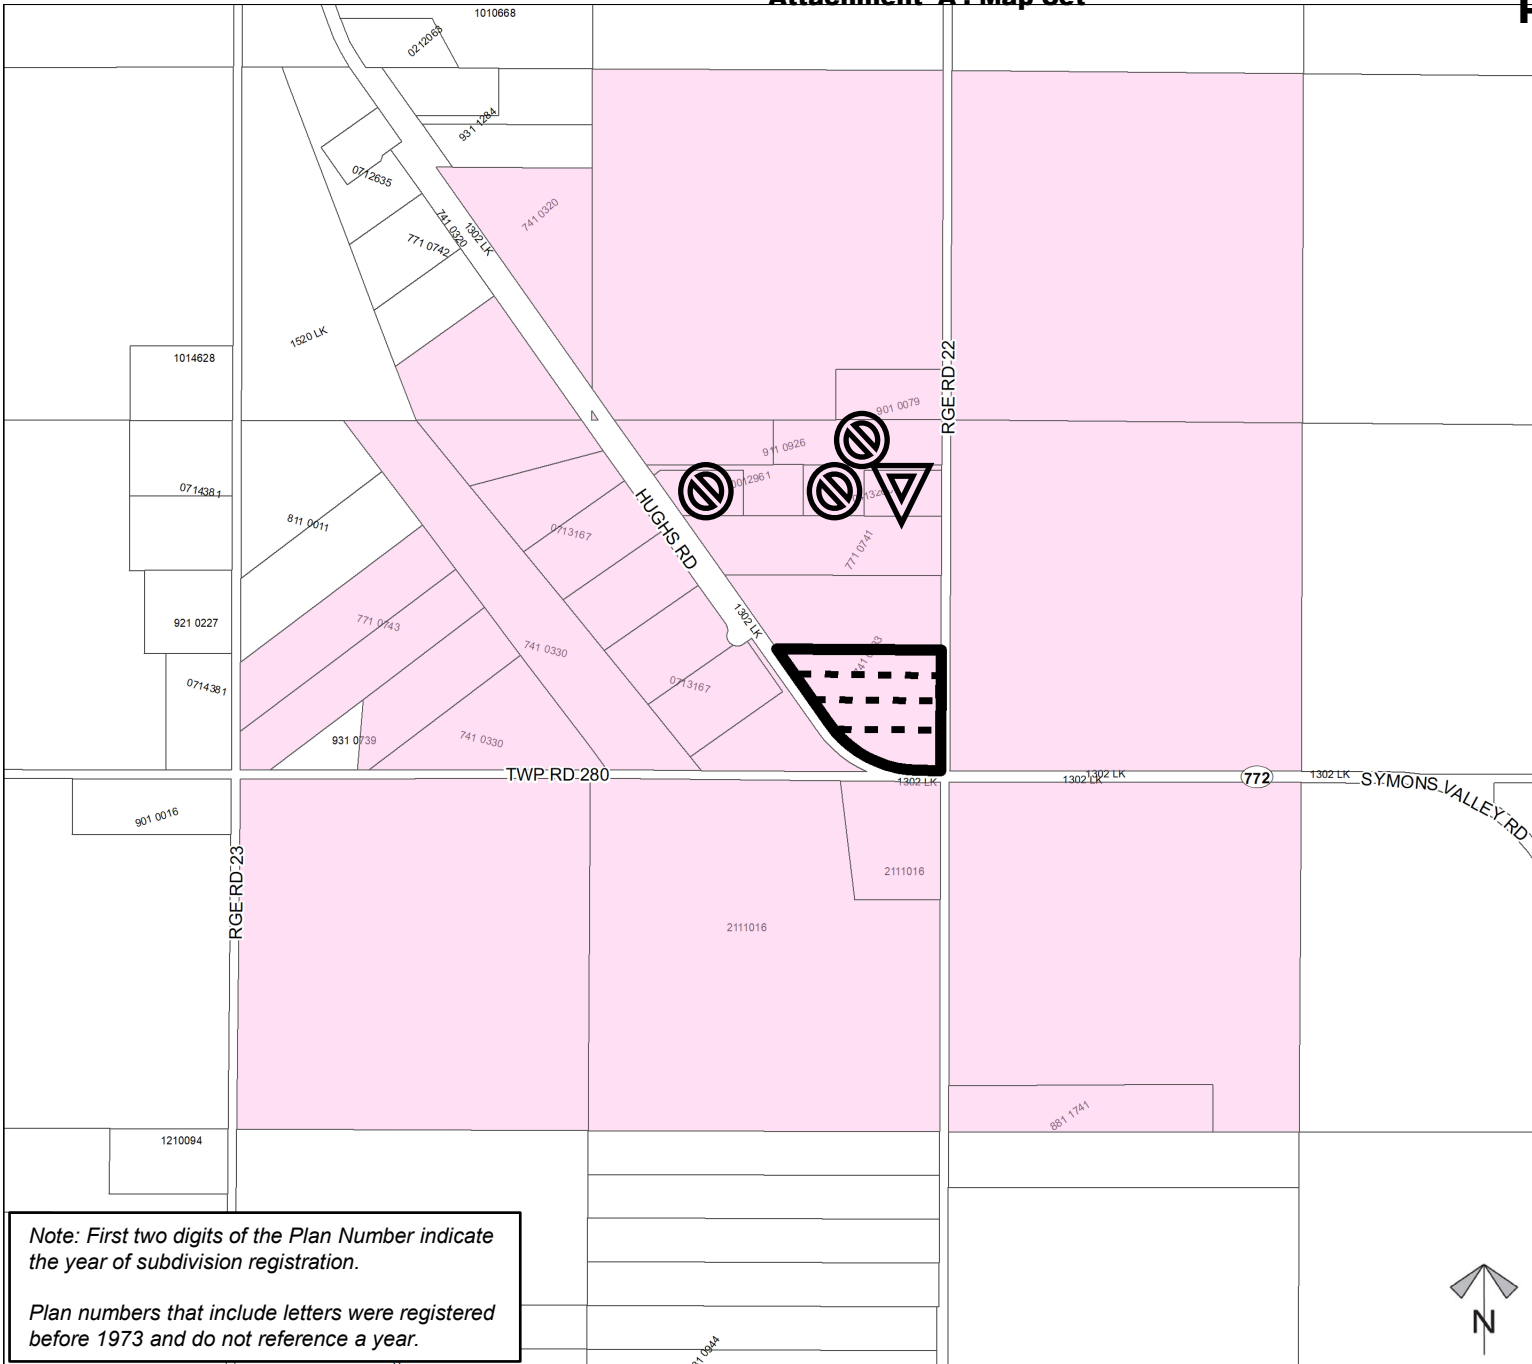 Attachment 'A': Map Set
1010668
0212063
931 1284
0712635
741 0320
741 0320
1302 LK
771 0742
1520 LK
1014628
RGE RD 22
901 0079
911 0926
0012961
0714381
811 0011
0713167
HUGHS RD
771 0741
921 0227
771 0743
1302 LK
741 0330
0714381
0713167
931 0739
741 0330
TWP RD 280
1302 LK
1302 LK
1302 LK
772
1302 LK
SYMONS VALLEY RD
901 0016
RGE RD 23
2111016
2111016
881 1741
1210094
Note: First two digits of the Plan Number indicate
the year of subdivision registration.
Plan numbers that include letters were registered
before 1973 and do not reference a year.
N